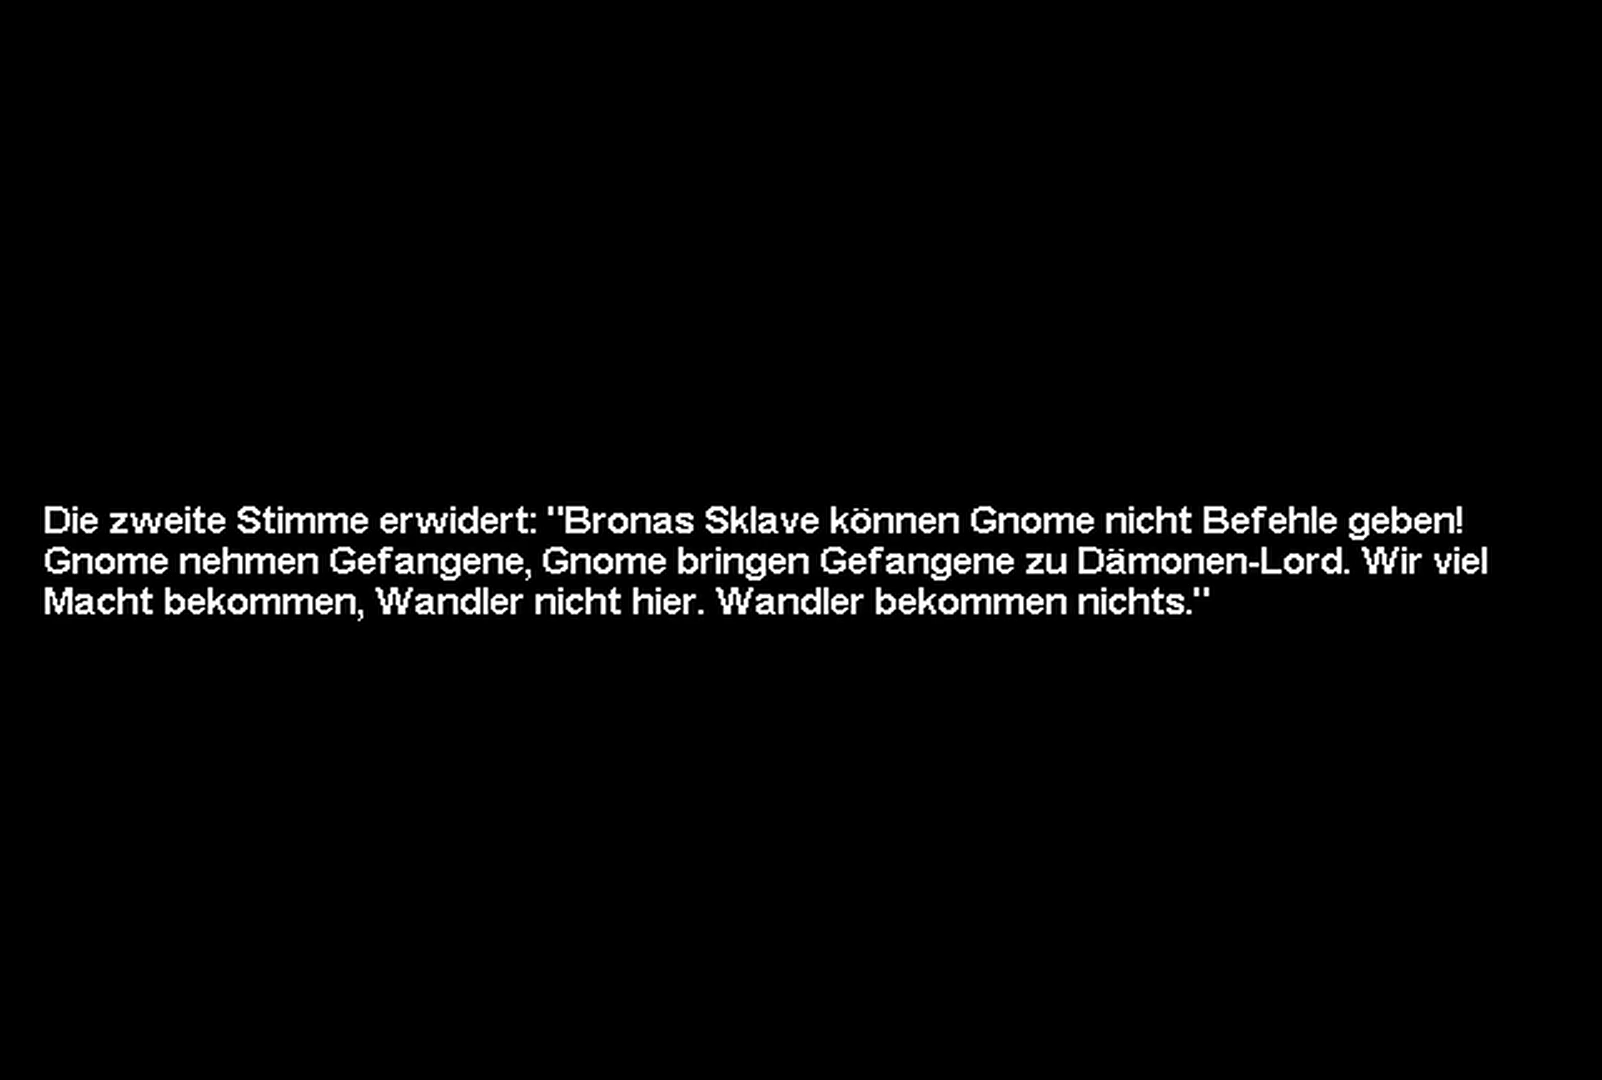 Die zweite Stimme erwidert: "Bronas Sklave können Gnome nicht Befehle geben!
Gnome nehmen Gefangene, Gnome bringen Gefangene zu Dämonen-Lord. Wir viel
Macht bekommen, Wandler nicht hier. Wandler bekommen nichts."